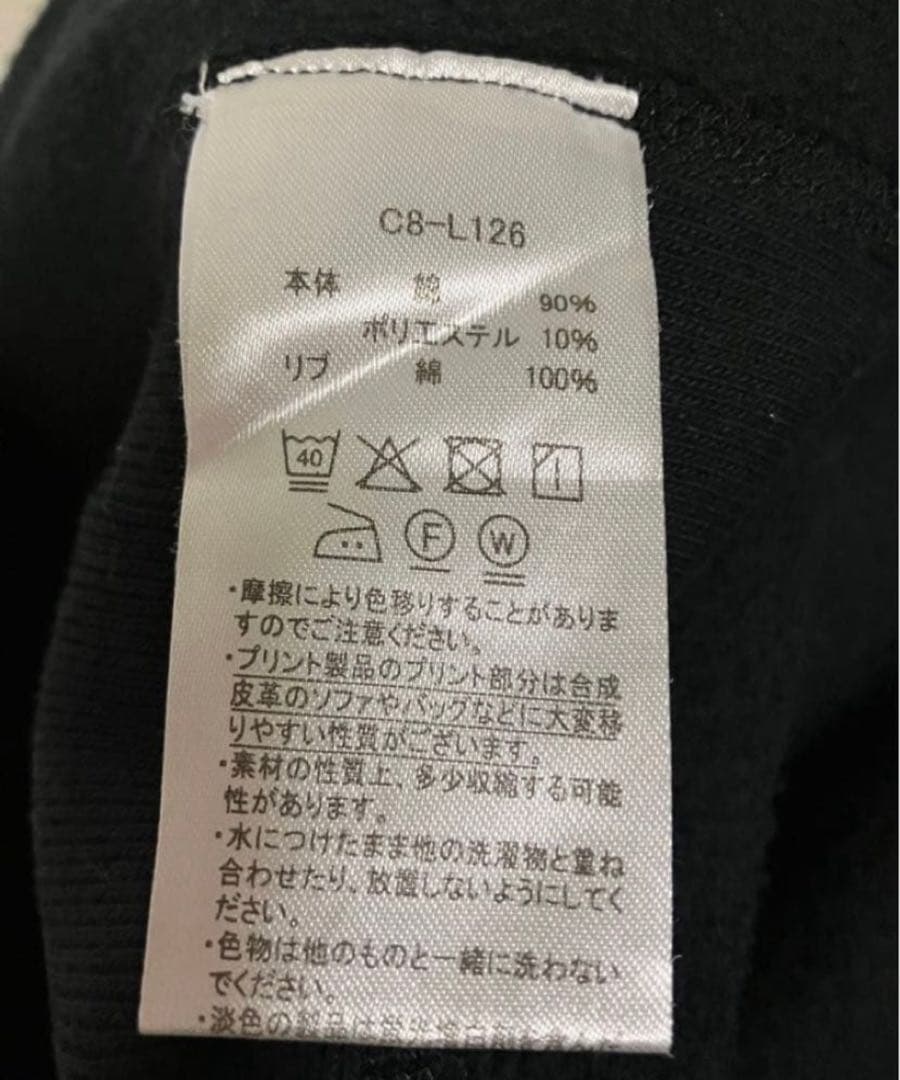 C8-L126
本体 綿 90%
ポリエステル 10%
リブ 綿 100%
40
F W
・摩擦により色移りすることがありま
すのでご注意ください。
・プリント製品のプリント部分は合成
皮革のソファやバッグなどに大変移
りやすい性質がございます。
・素材の性質上、多少収縮する可能
性があります。
・水につけたまま他の洗濯物と重ね
合わせたり、放置しないようにしてく
ださい。
・色物は他のものと一緒に洗わない
でください。
・淡色の製品は